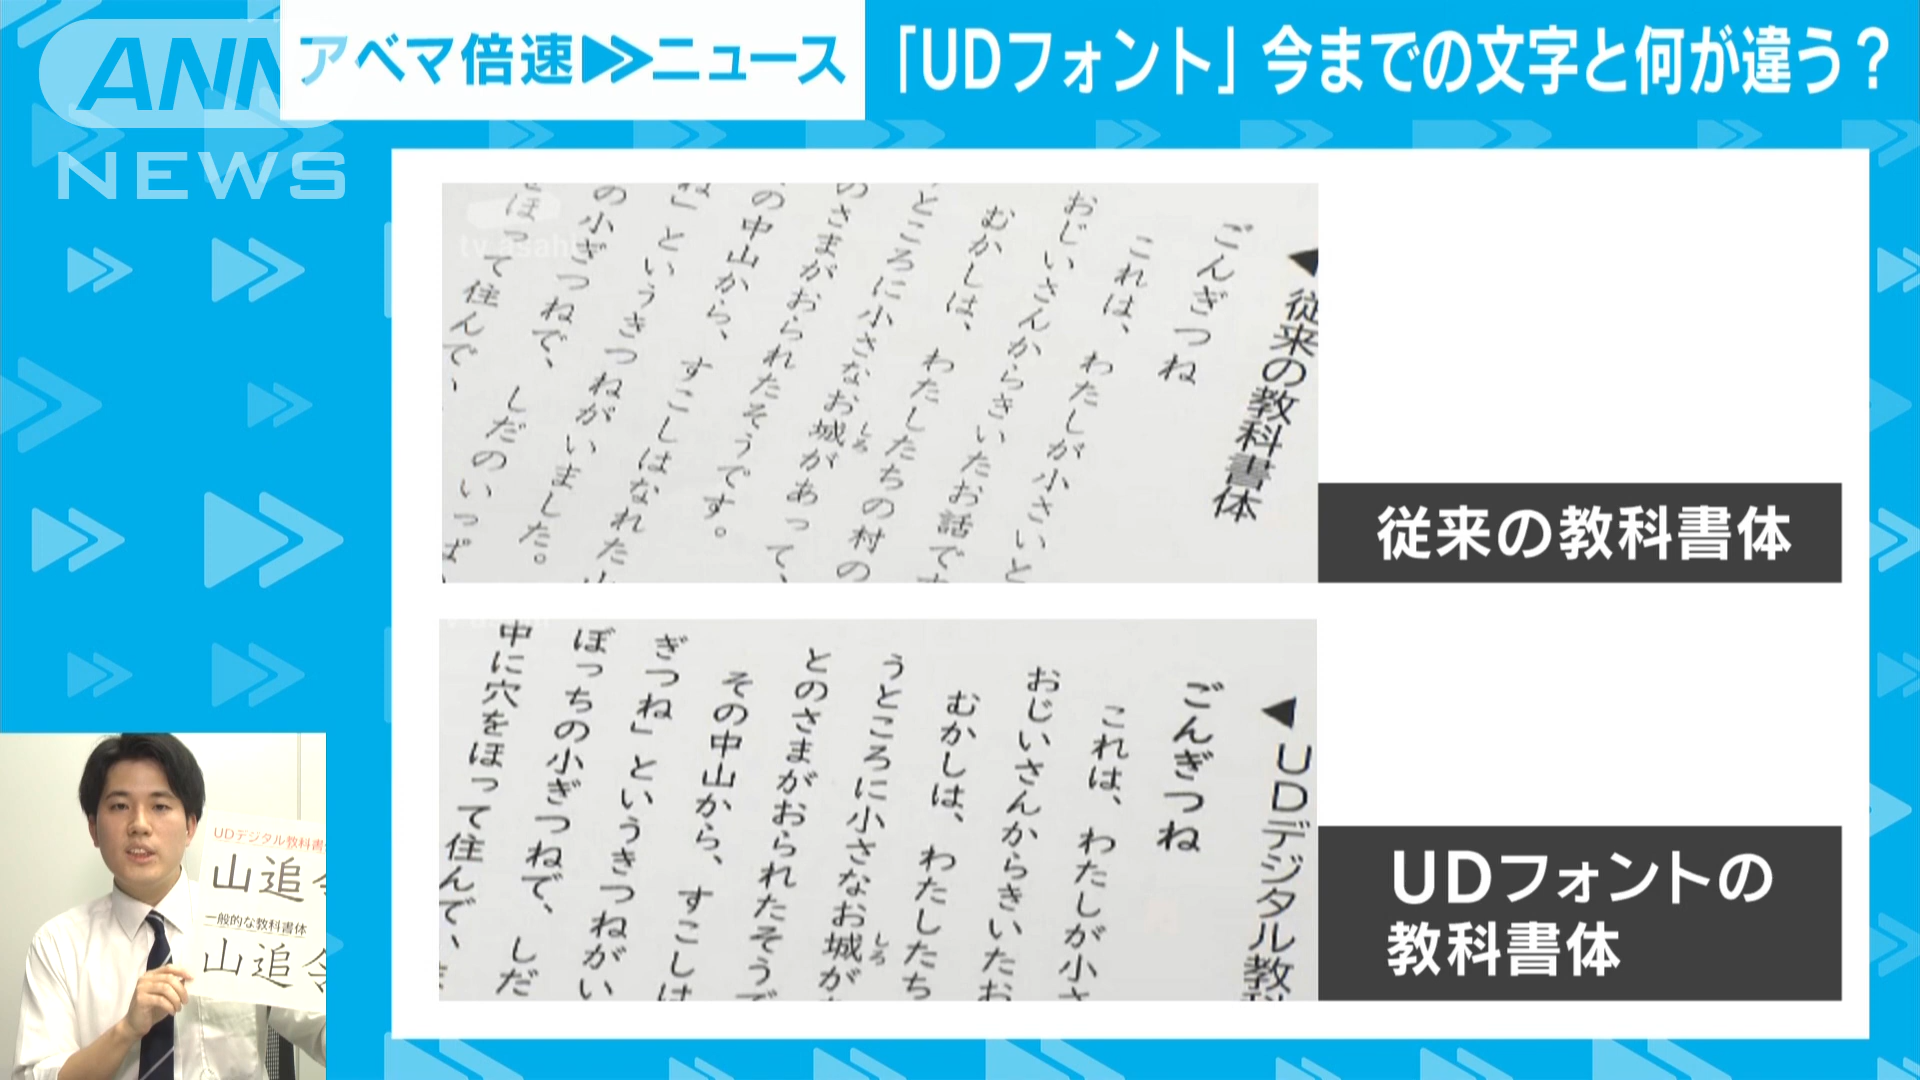 ANN
NEWS
アベマ倍速ニュース
「UDフォント」今までの文字と何が違う？
tv asahi
◀従来の教科書体
ごんぎつね
これは、わたしが小さいと
おじいさんからきいたお話です
むかしは、わたしたちの村の
ところに小さなお城があって、
しろ
のさまがおられたそうです。
の中山から、すこしはなれた山
ね」というきつねがいました。
の小ぎつねで、しだのいっぱ
をほって住んで、
従来の教科書体
◀UDデジタル教科
ごんぎつね
これは、わたしが小さ
おじいさんからきいたお
むかしは、わたしたち
うところに小さなお城が
しろ
とのさまがおられたそうで
その中山から、すこしは
ぎつね」というきつねがい
ぼっちの小ぎつねで、しだ
中に穴をほって住んで、
UDフォントの
教科書体
UDデジタル教科書
山追令
一般的な教科書体
山追令